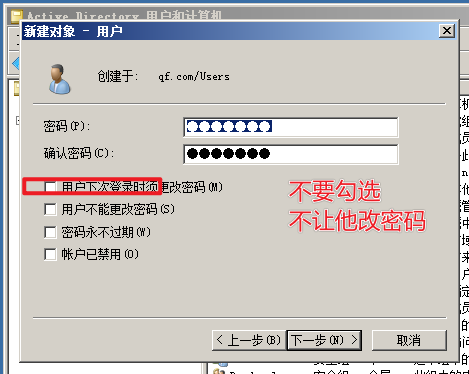 Active Directory 用户和计算机
新建对象 - 用户
创建于: qf.com/Users
密码(P):
确认密码(C):
用户下次登录时须更改密码(M)
不要勾选
用户不能更改密码(S)
不让他改密码
密码永不过期(W)
帐户已禁用(O)
< 上一步(B)
下一步(N) >
取消